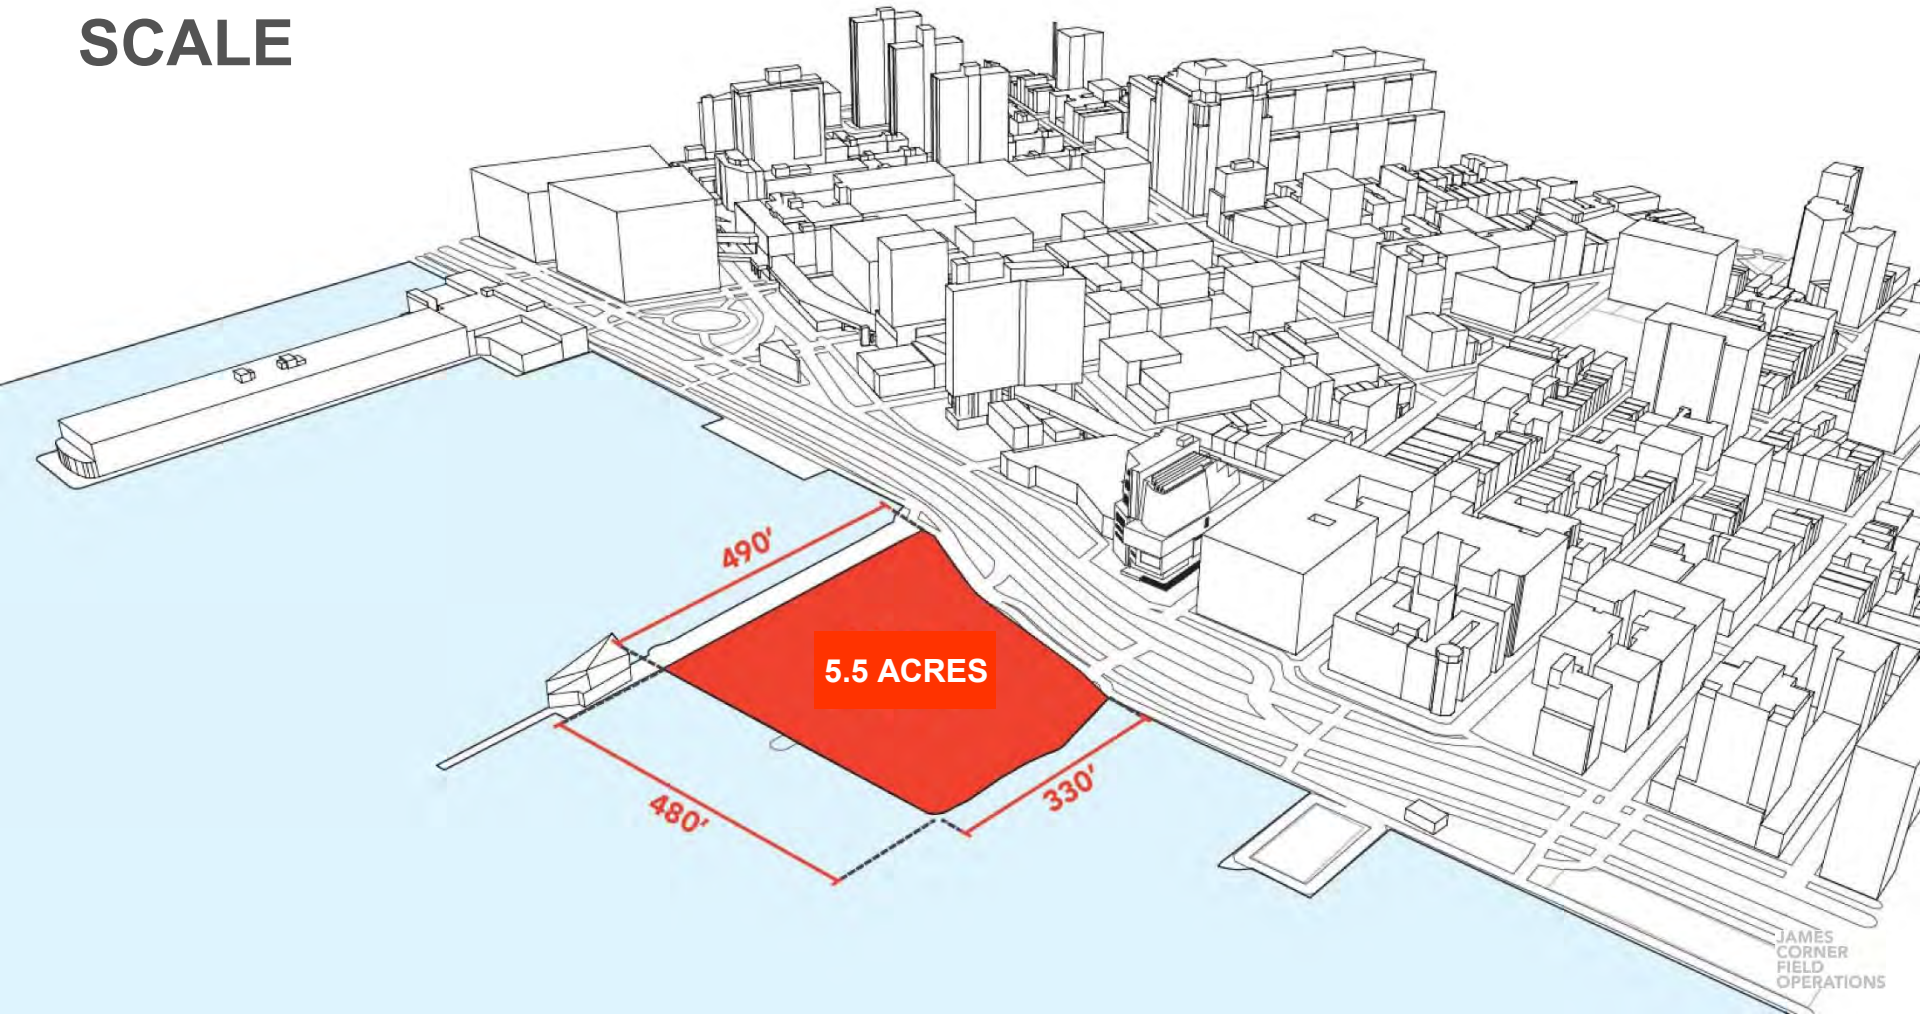 SCALE
490'
5.5 ACRES
480'
330'
JAMES
CORNER
FIELD
OPERATIONS